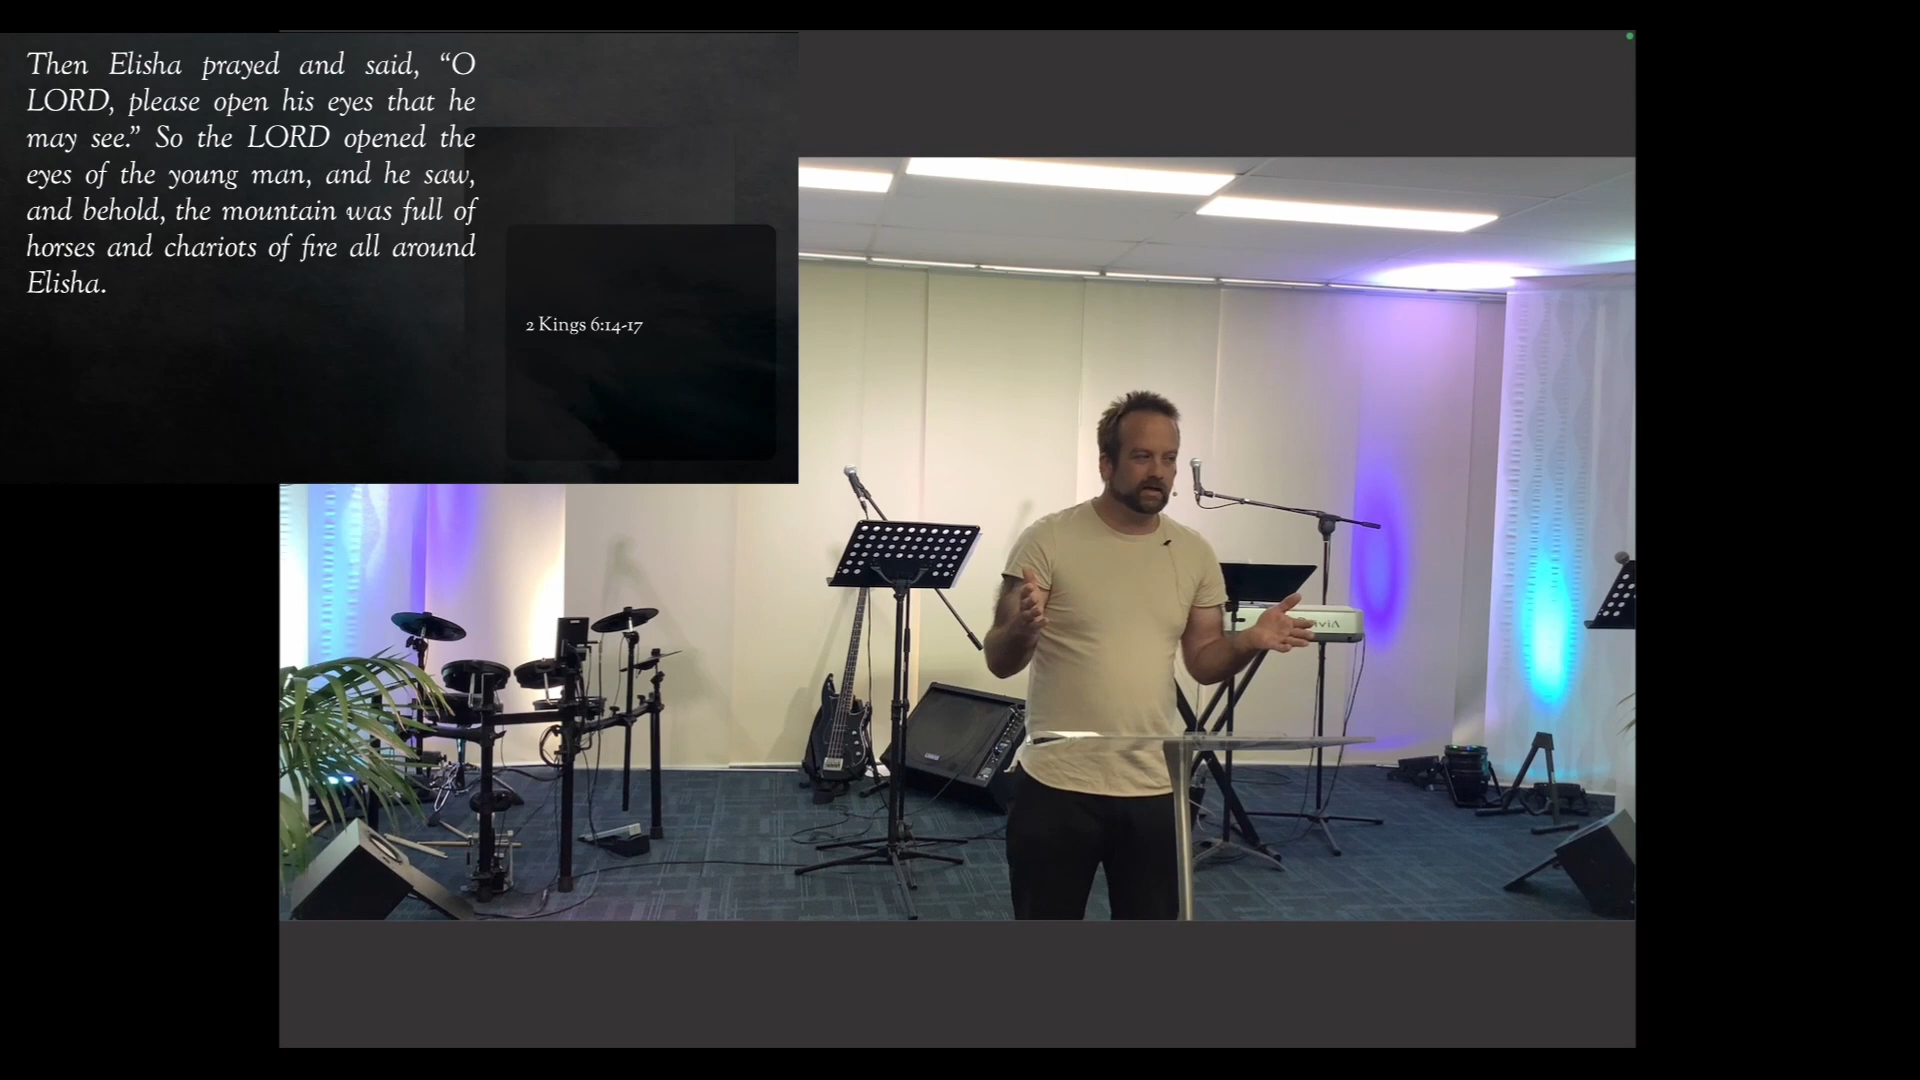 Then Elisha prayed and said, “O
LORD, please open his eyes that he
may see.” So the LORD opened the
eyes of the young man, and he saw,
and behold, the mountain was full of
horses and chariots of fire all around
Elisha.
2 Kings 6:14-17